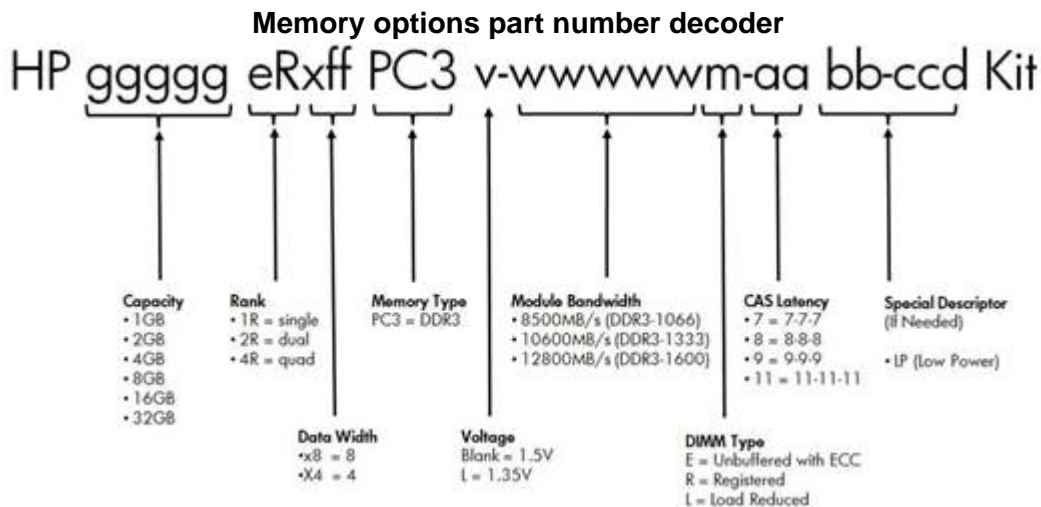 Memory options part number decoder
HP ggggg eRxff PC3 v-wwwwwm-aa bb-ccd Kit
Capacity
• 1GB
• 2GB
• 4GB
• 8GB
• 16GB
• 32GB
Rank
• 1R = single
• 2R = dual
• 4R = quad
Memory Type
PC3 = DDR3
Module Bandwidth
• 8500MB/s (DDR3-1066)
• 10600MB/s (DDR3-1333)
• 12800MB/s (DDR3-1600)
CAS Latency
• 7 = 7-7-7
• 8 = 8-8-8
• 9 = 9-9-9
• 11 = 11-11-11
Special Descriptor
(If Needed)
• LP (Low Power)
Data Width
•x8 = 8
•X4 = 4
Voltage
Blank = 1.5V
L = 1.35V
DIMM Type
E = Unbuffered with ECC
R = Registered
L = Load Reduced